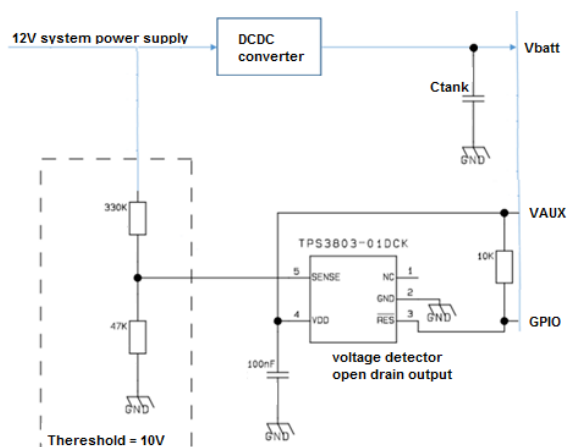 12V system power supply
DCDC
converter
Vbatt
Ctank
GND
330K
VAUX
TPS3803-01DCK
10K
5
SENSE
NC
1
GND
2
GND
47K
4
VDD
RES
3
GPIO
100nF
voltage detector
open drain output
GND
GND
Thereshold = 10V